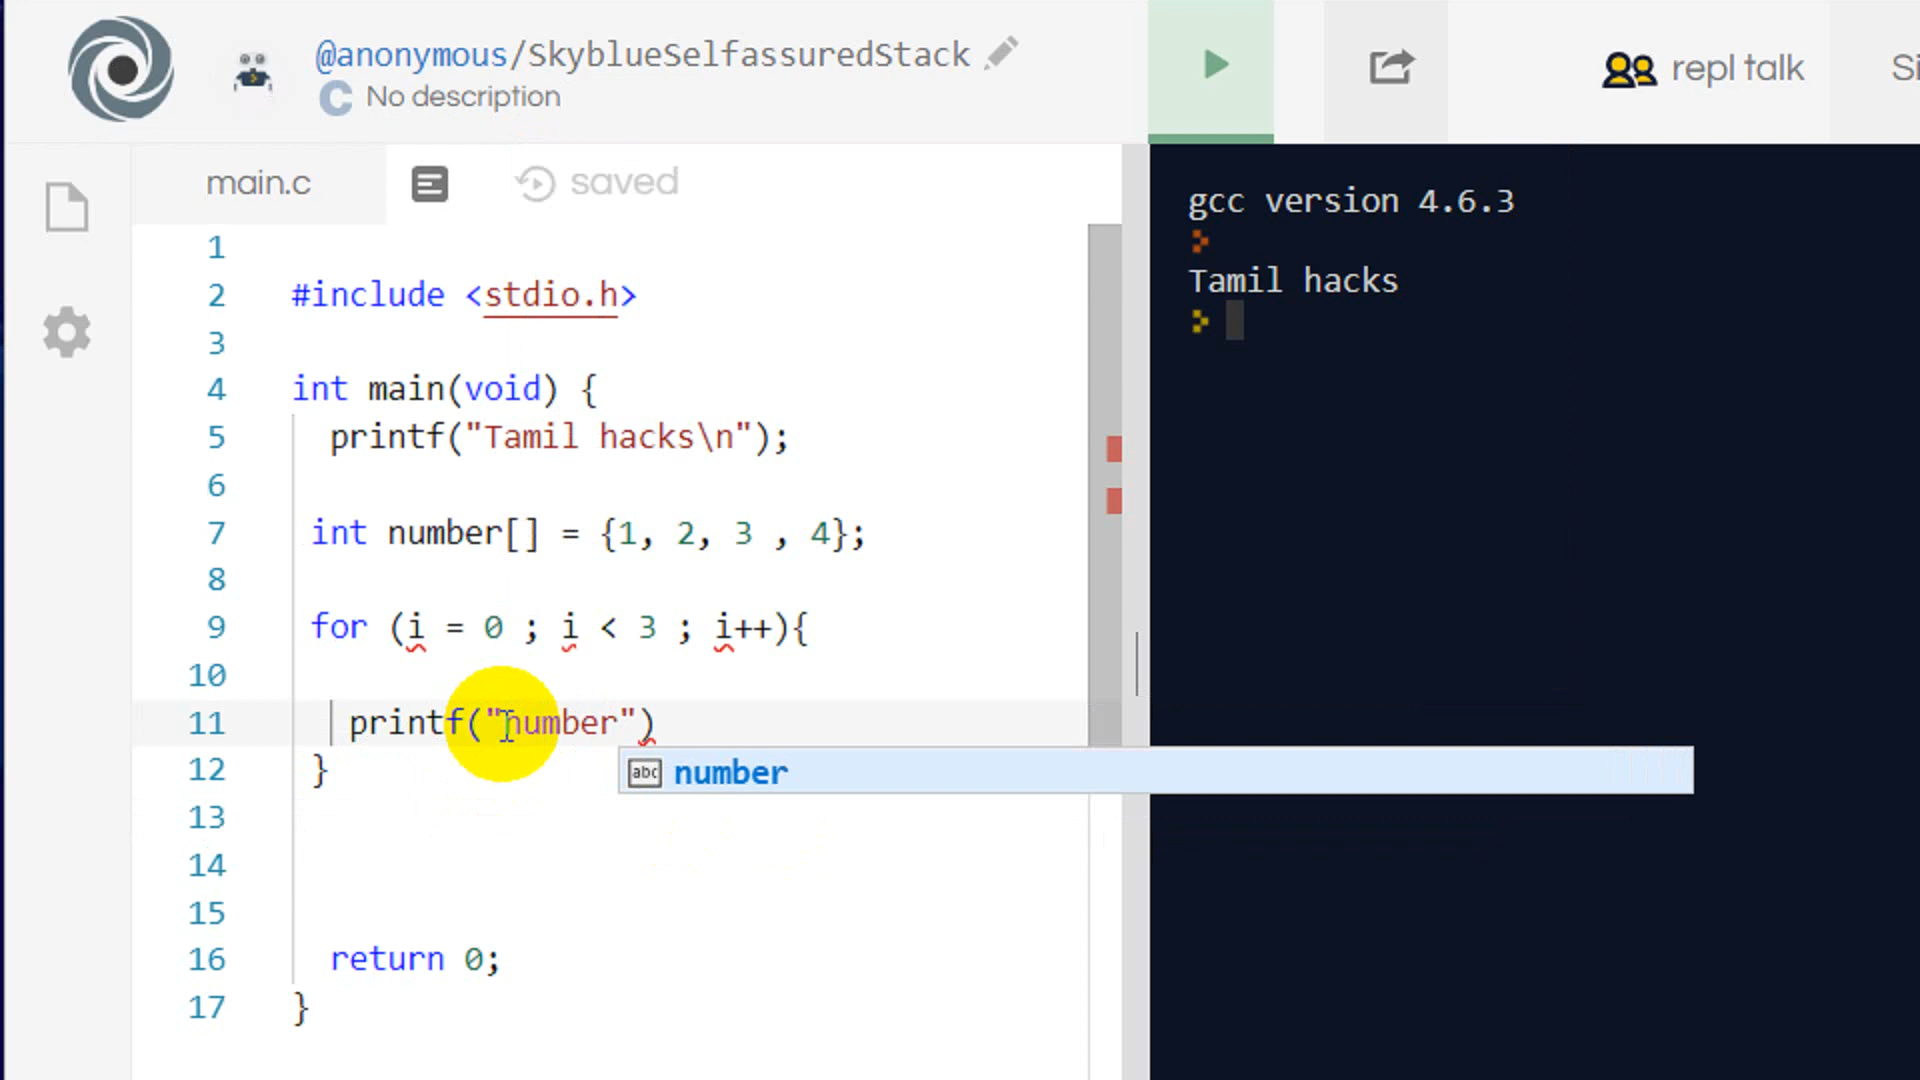 @anonymous/SkyblueSelfassuredStack
C No description
repl talk
main.c
saved
1
2 #include <stdio.h>
3
4 int main(void) {
5 printf("Tamil hacks\n");
6
7 int number[] = {1, 2, 3 , 4};
8
9 for (i = 0 ; i < 3 ; i++){
10
11 printf("number")
12 }
abc number
13
14
15
16 return 0;
17 }
gcc version 4.6.3
>
Tamil hacks
>